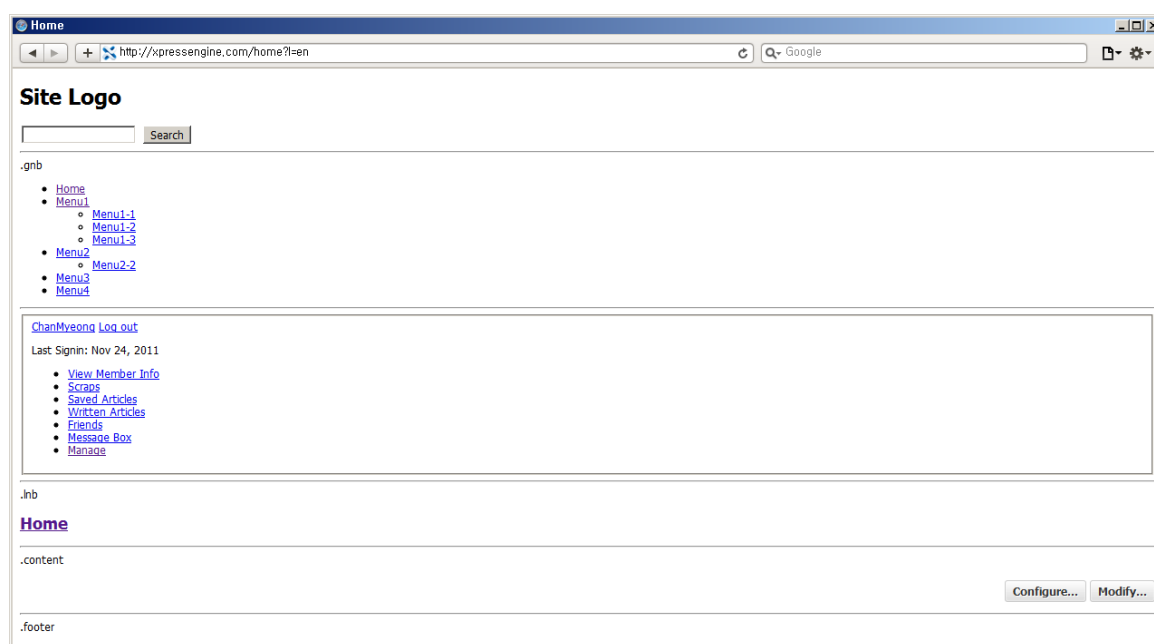 Home
http://xpressengine.com/home?l=en
Google
Site Logo
Search
.gnb
Home
Menu1
Menu1-1
Menu1-2
Menu1-3
Menu2
Menu2-2
Menu3
Menu4
ChanMyeong Log out
Last Signin: Nov 24, 2011
View Member Info
Scraps
Saved Articles
Written Articles
Friends
Message Box
Manage
.lnb
Home
.content
Configure... Modify...
.footer